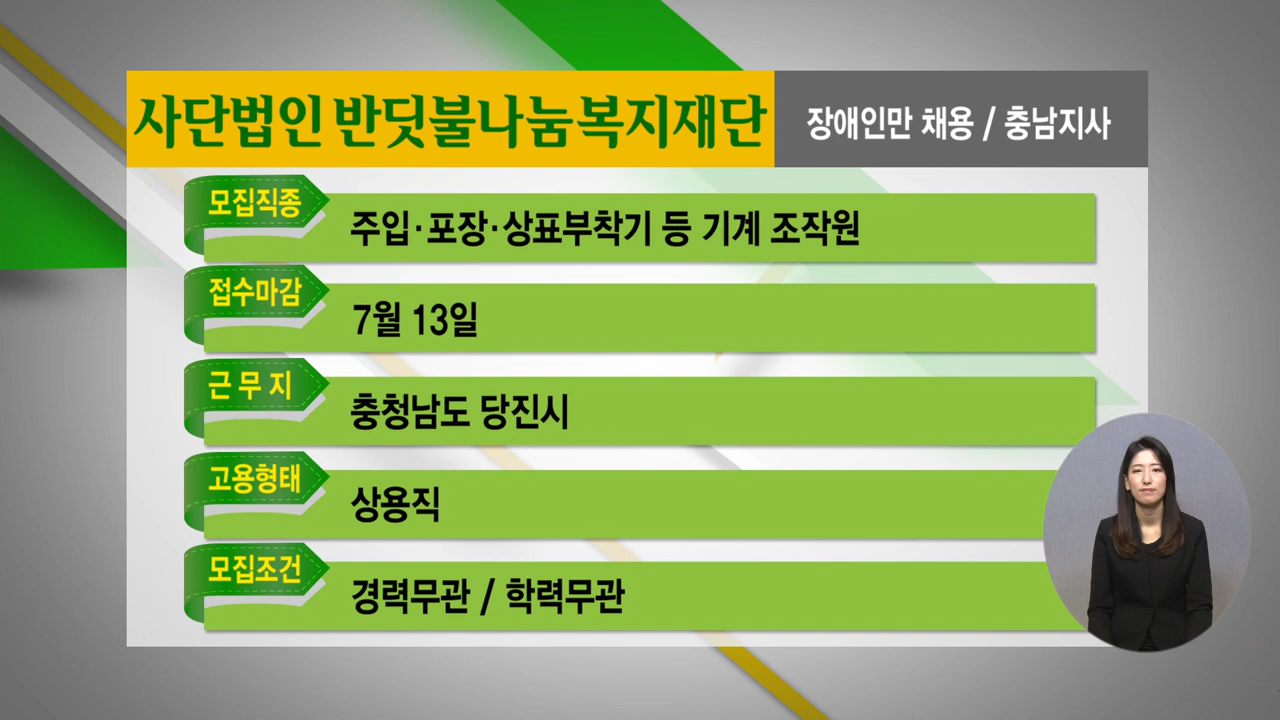 사단법인 반딧불나눔복지재단
장애인만 채용 / 충남지사
모집직종
주입·포장·상표부착기 등 기계 조작원
접수마감
7월 13일
근 무 지
충청남도 당진시
고용형태
상용직
모집조건
경력무관 / 학력무관